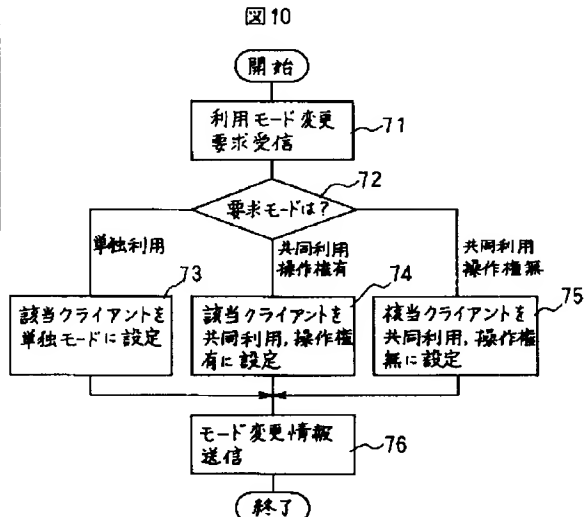 図10
開始
利用モード変更
要求受信
71
72
要求モードは?
単独利用
共同利用
操作権有
共同利用
操作権無
73
74
75
該当クライアントを
単独モードに設定
該当クライアントを
共同利用,操作権
有に設定
該当クライアントを
共同利用,操作権
無に設定
モード変更情報
送信
76
終了